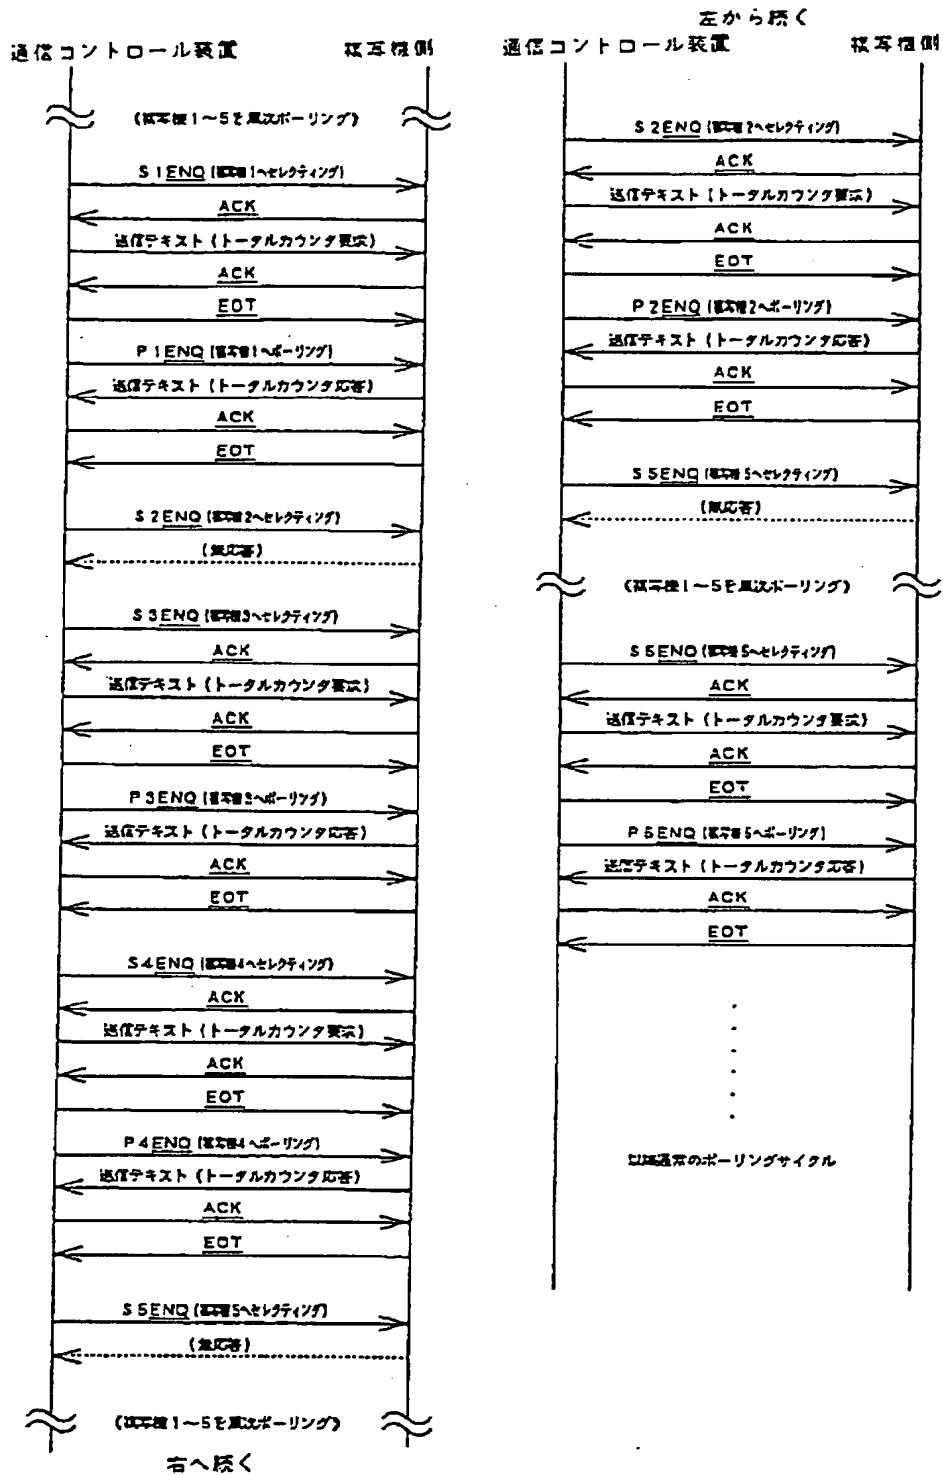 通信コントロール装置 複写機側
《複写機1～5を順次ポーリング》
S1ENQ(複写機1へセレクティング)
ACK
送信テキスト(トータルカウンタ要求)
ACK
EOT
P1ENQ(複写機1へポーリング)
送信テキスト(トータルカウンタ応答)
ACK
EOT
S2ENQ(複写機2へセレクティング)
(無応答)
S3ENQ(複写機3へセレクティング)
ACK
送信テキスト(トータルカウンタ要求)
ACK
EOT
P3ENQ(複写機3へポーリング)
送信テキスト(トータルカウンタ応答)
ACK
EOT
S4ENQ(複写機4へセレクティング)
ACK
送信テキスト(トータルカウンタ要求)
ACK
EOT
P4ENQ(複写機4へポーリング)
送信テキスト(トータルカウンタ応答)
ACK
EOT
S5ENQ(複写機5へセレクティング)
(無応答)
《複写機1～5を順次ポーリング》
右へ続く
左から続く
通信コントロール装置 複写機側
S2ENQ(複写機2へセレクティング)
ACK
送信テキスト(トータルカウンタ要求)
ACK
EOT
P2ENQ(複写機2へポーリング)
送信テキスト(トータルカウンタ応答)
ACK
EOT
S5ENQ(複写機5へセレクティング)
(無応答)
《複写機1～5を順次ポーリング》
S5ENQ(複写機5へセレクティング)
ACK
送信テキスト(トータルカウンタ要求)
ACK
EOT
P5ENQ(複写機5へポーリング)
送信テキスト(トータルカウンタ応答)
ACK
EOT
以降通常のポーリングサイクル